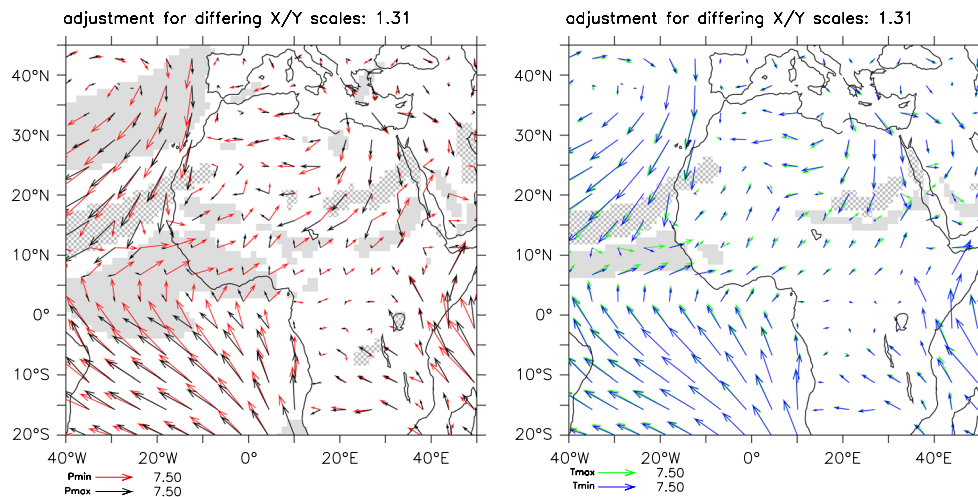 adjustment for differing X/Y scales: 1.31
40°N
30°N
20°N
10°N
0°
10°S
20°S
40°W 20°W 0° 20°E 40°E
Pmin 7.50
Pmax 7.50
adjustment for differing X/Y scales: 1.31
40°N
30°N
20°N
10°N
0°
10°S
20°S
40°W 20°W 0° 20°E 40°E
Tmax 7.50
Tmin 7.50